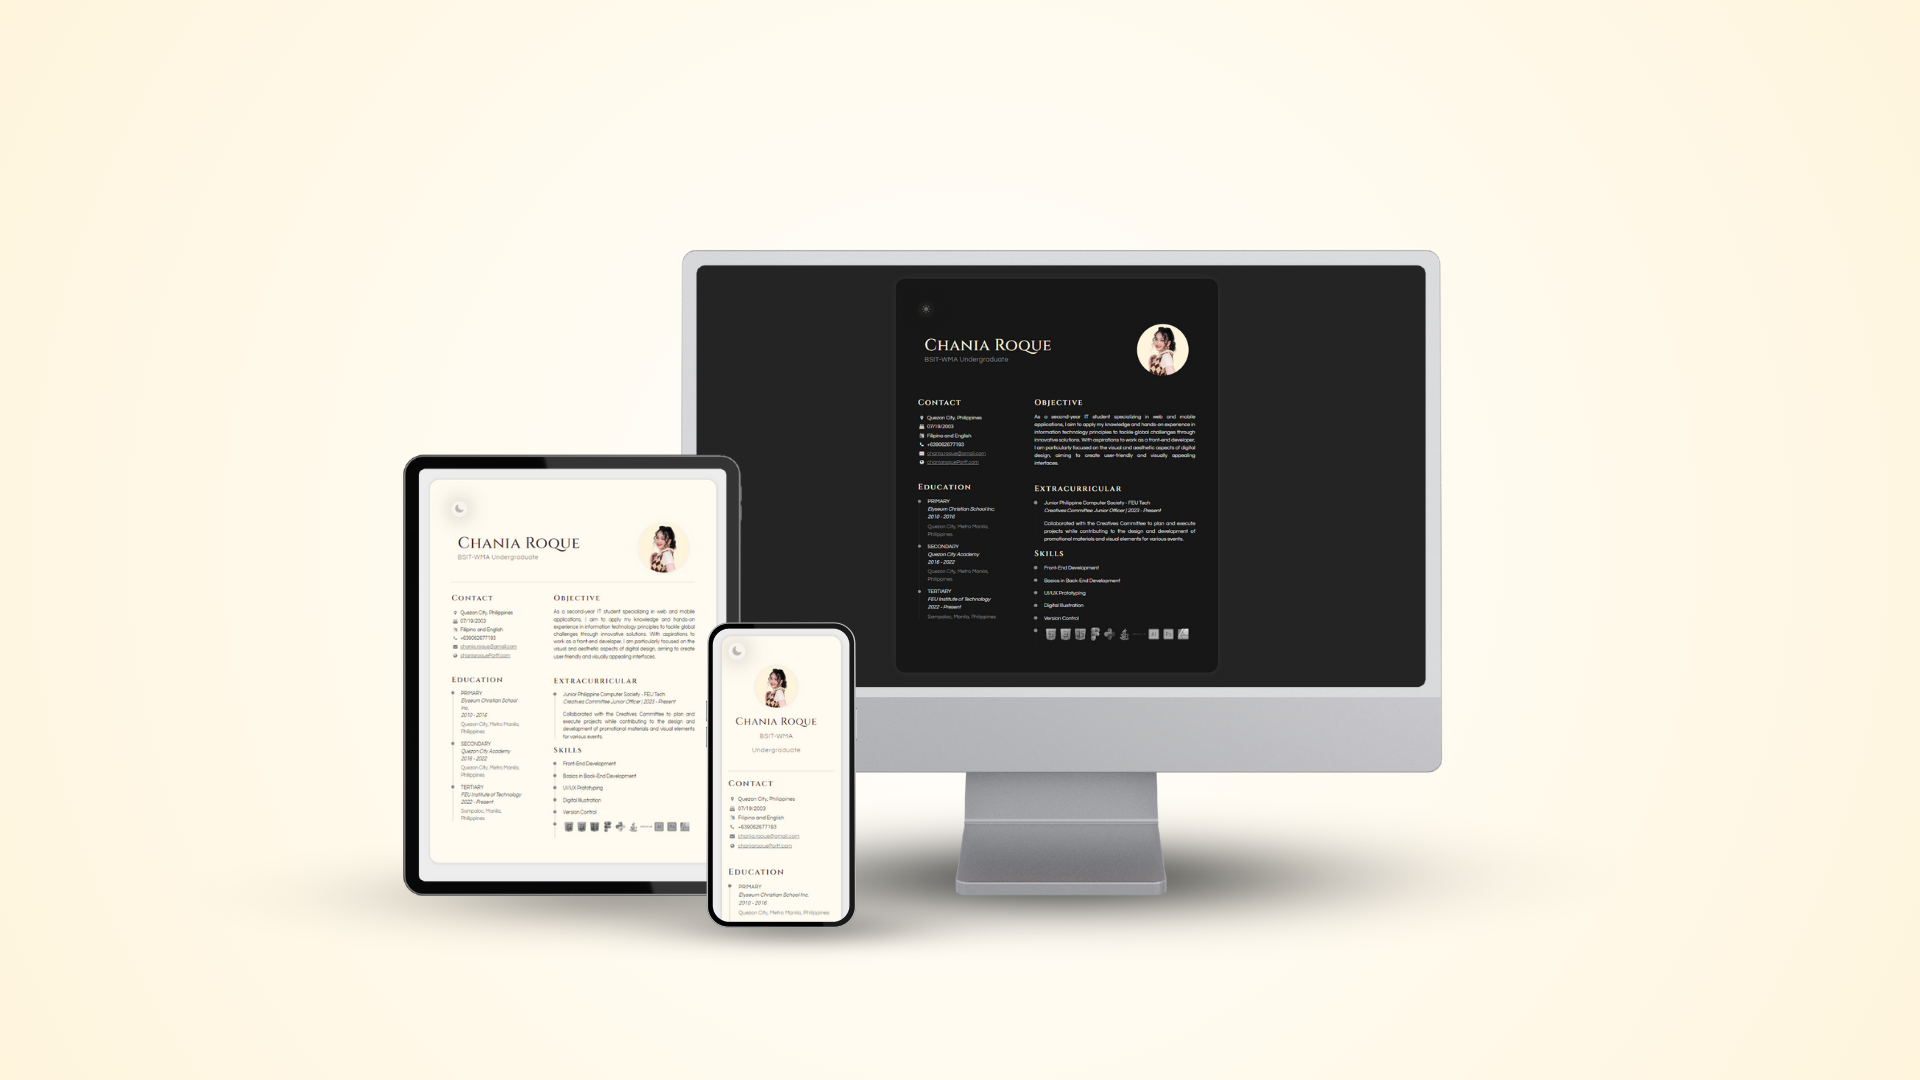 CHANIA ROQUE
BSIT-WMA Undergraduate
CONTACT
Quezon City, Philippines
07/19/2003
Filipino and English
+639062677193
chania.roque@gmail.com
EDUCATION
PRIMARY
Elyseum Christian School Inc.
2010 - 2016
Quezon City, Metro Manila,
Philippines
SECONDARY
Quezon City Academy
2016 - 2022
Quezon City, Metro Manila,
Philippines
TERTIARY
FEU Institute of Technology
2022 - Present
Sampaloc, Manila, Philippines
OBJECTIVE
As a second-year IT student specializing in web and mobile
applications, I aim to apply my knowledge and hands-on experience in
information technology principles to tackle global challenges through
innovative solutions. With aspirations to work as a front-end developer,
I am particularly focused on the visual and aesthetic aspects of digital
design, aiming to create user-friendly and visually appealing
interfaces.
EXTRACURRICULAR
Junior Philippine Computer Society - FEU Tech
Creatives Committee Junior Officer | 2023 - Present
Collaborated with the Creatives Committee to plan and execute
projects while contributing to the design and development of
promotional materials and visual elements for various events.
SKILLS
Front-End Development
Basics in Back-End Development
UI/UX Prototyping
Digital Illustration
Version Control
CHANIA ROQUE
BSIT-WMA Undergraduate
CONTACT
Quezon City, Philippines
07/19/2003
Filipino and English
+639062677193
chania.roque@gmail.com
EDUCATION
PRIMARY
Elyseum Christian School
Inc.
2010 - 2016
Quezon City, Metro Manila,
Philippines
SECONDARY
Quezon City Academy
2016 - 2022
Quezon City, Metro Manila,
Philippines
TERTIARY
FEU Institute of Technology
2022 - Present
Sampaloc, Manila,
Philippines
OBJECTIVE
As a second-year IT student specializing in web and mobile
applications, I aim to apply my knowledge and hands-on
experience in information technology principles to tackle global
challenges through innovative solutions. With aspirations to
work as a front-end developer, I am particularly focused on the
visual and aesthetic aspects of digital design, aiming to create
user-friendly and visually appealing interfaces.
EXTRACURRICULAR
Junior Philippine Computer Society - FEU Tech
Creatives Committee Junior Officer | 2023 - Present
Collaborated with the Creatives Committee to plan and
execute projects while contributing to the design and
development of promotional materials and visual elements
for various events.
SKILLS
Front-End Development
Basics in Back-End Development
UI/UX Prototyping
Digital Illustration
Version Control
CHANIA ROQUE
BSIT-WMA
Undergraduate
CONTACT
Quezon City, Philippines
07/19/2003
Filipino and English
+639062677193
chania.roque@gmail.com
EDUCATION
PRIMARY
Elyseum Christian School Inc.
2010 - 2016
Quezon City, Metro Manila, Philippines